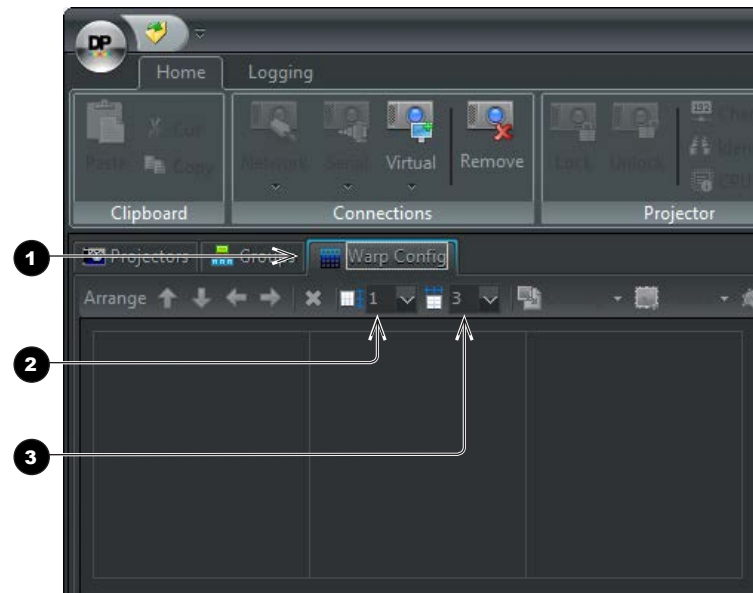 DP
Home Logging
Paste Cut Copy Network Serial Virtual Remove Lock Unlock
Clipboard Connections Projector
1 Projectors Groups Warp Config
Arrange 1 3
2
3